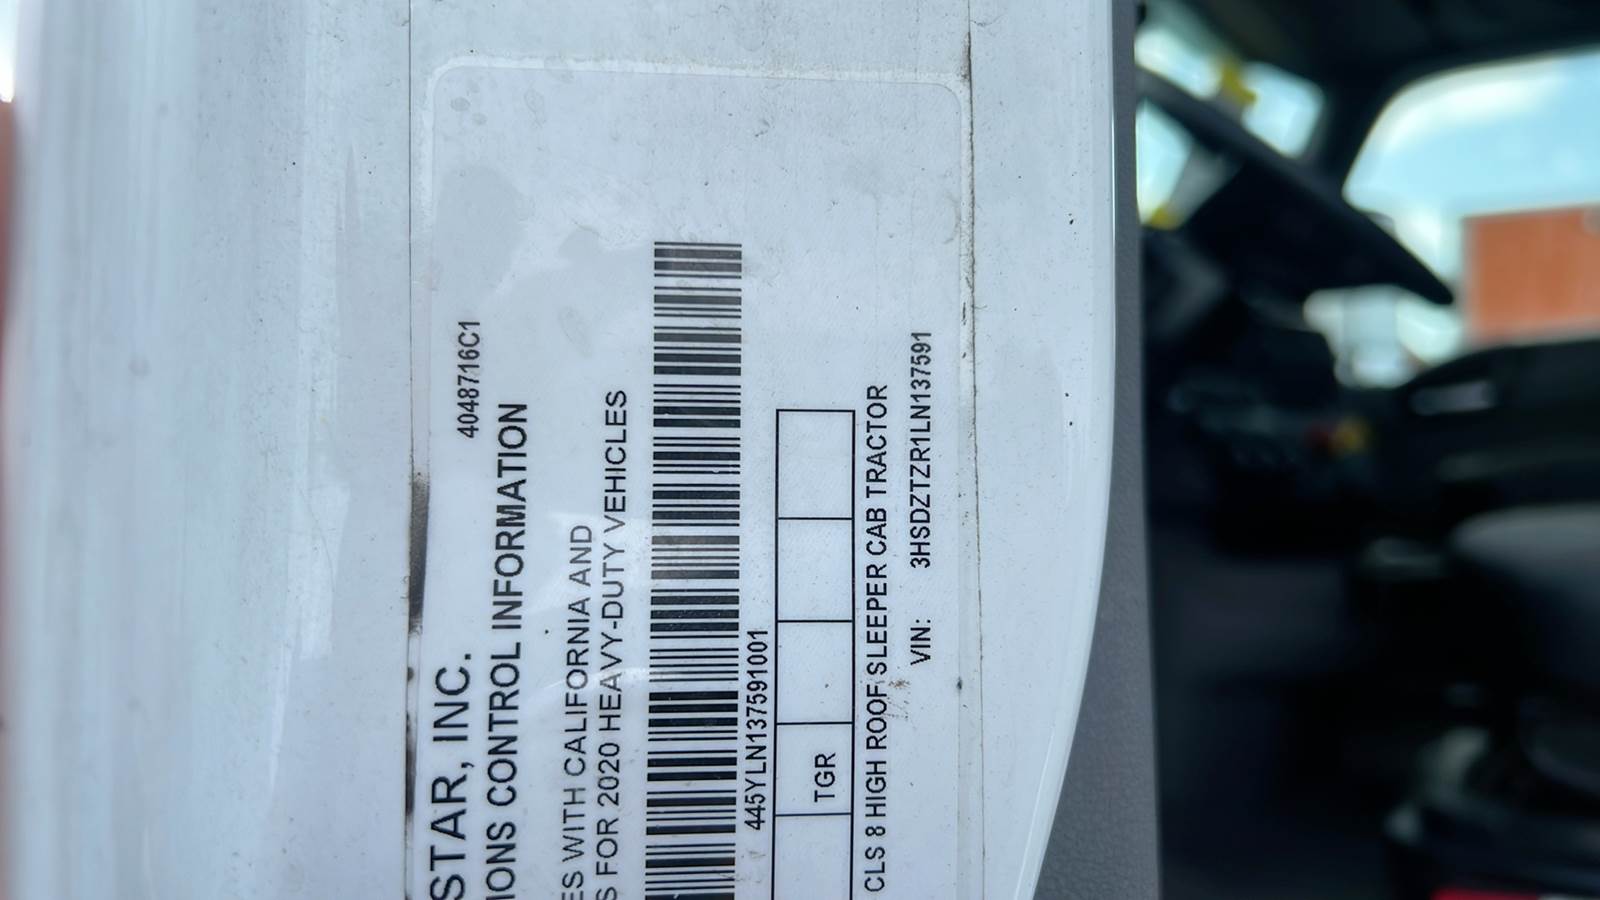 4048716C1
STAR, INC.
IONS CONTROL INFORMATION
ES WITH CALIFORNIA AND
S FOR 2020 HEAVY-DUTY VEHICLES
445YLN137591001
TGR
CLS 8 HIGH ROOF SLEEPER CAB TRACTOR
VIN: 3HSDZTZR1LN137591